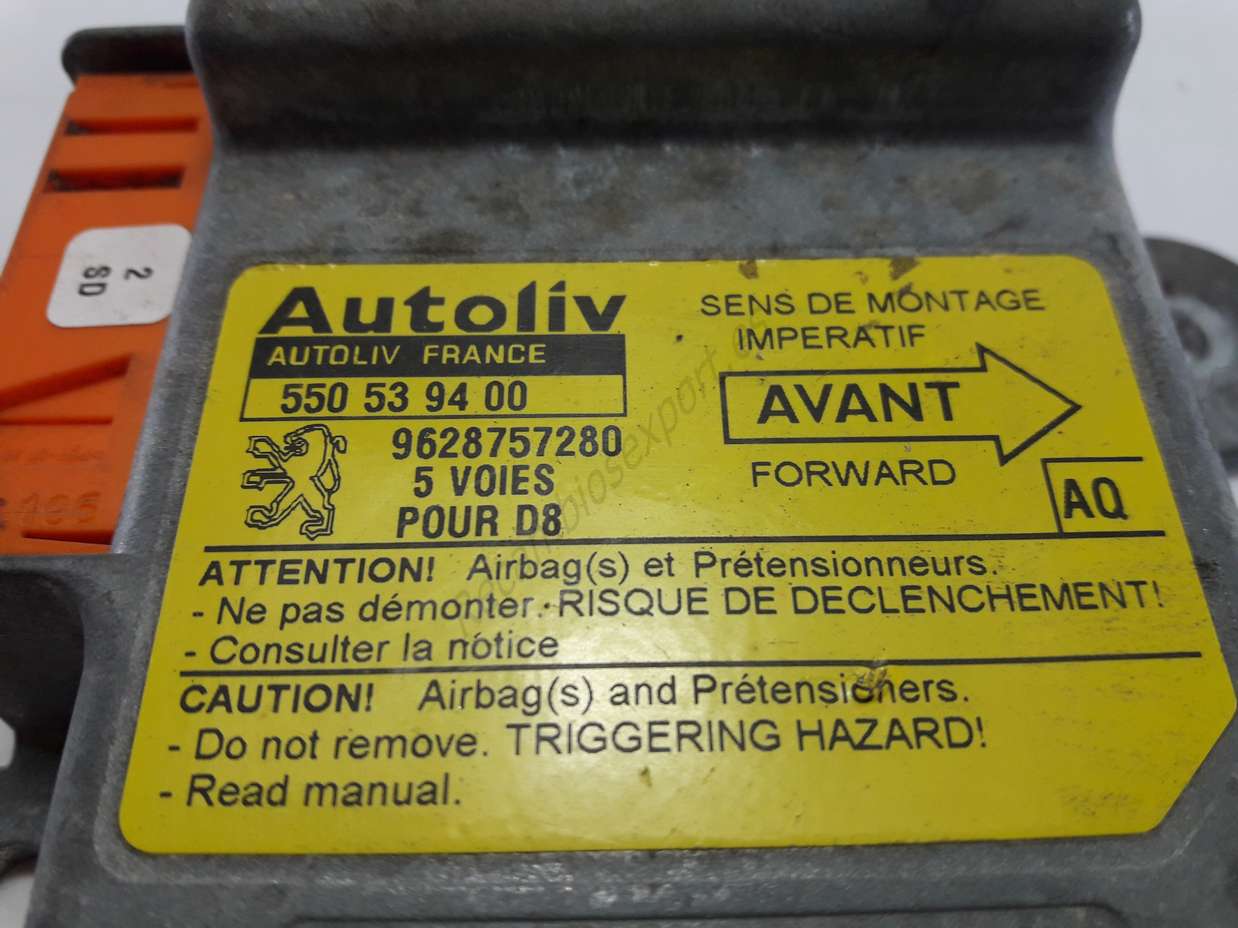 2
SD
Autoliv
AUTOLIV FRANCE
550 53 94 00
9628757280
5 VOIES
POUR D8
SENS DE MONTAGE
IMPERATIF
AVANT
FORWARD
AQ
ATTENTION! Airbag(s) et Prétensionneurs.
- Ne pas démonter. RISQUE DE DECLENCHEMENT!
- Consulter la notice
CAUTION! Airbag(s) and Prétensioners.
- Do not remove. TRIGGERING HAZARD!
- Read manual.